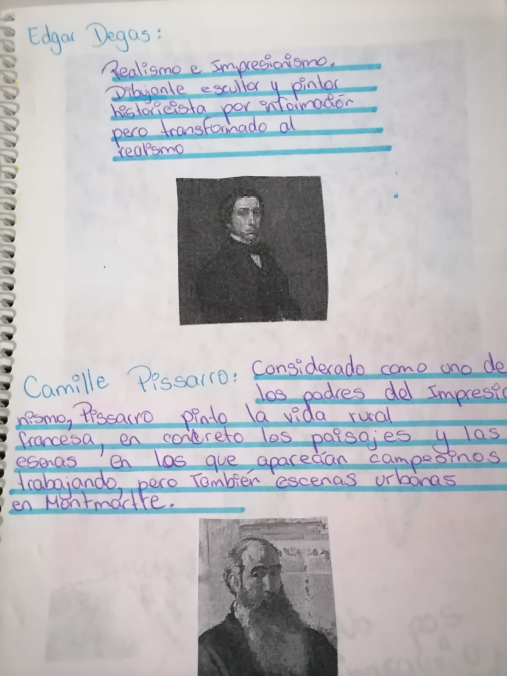 Edgar Degas:
Realismo e Impresionismo.
Dibujante escultor y pintor
historicista por información
pero transformado al
realismo
Camille Pissarro: Considerado como uno de
los padres del Impresio
nismo, Pissarro pinto la vida rural
francesa, en concreto los paisajes y las
esenas, en los que aparecían campesinos
trabajando, pero También escenas urbanas
en Montmartre.